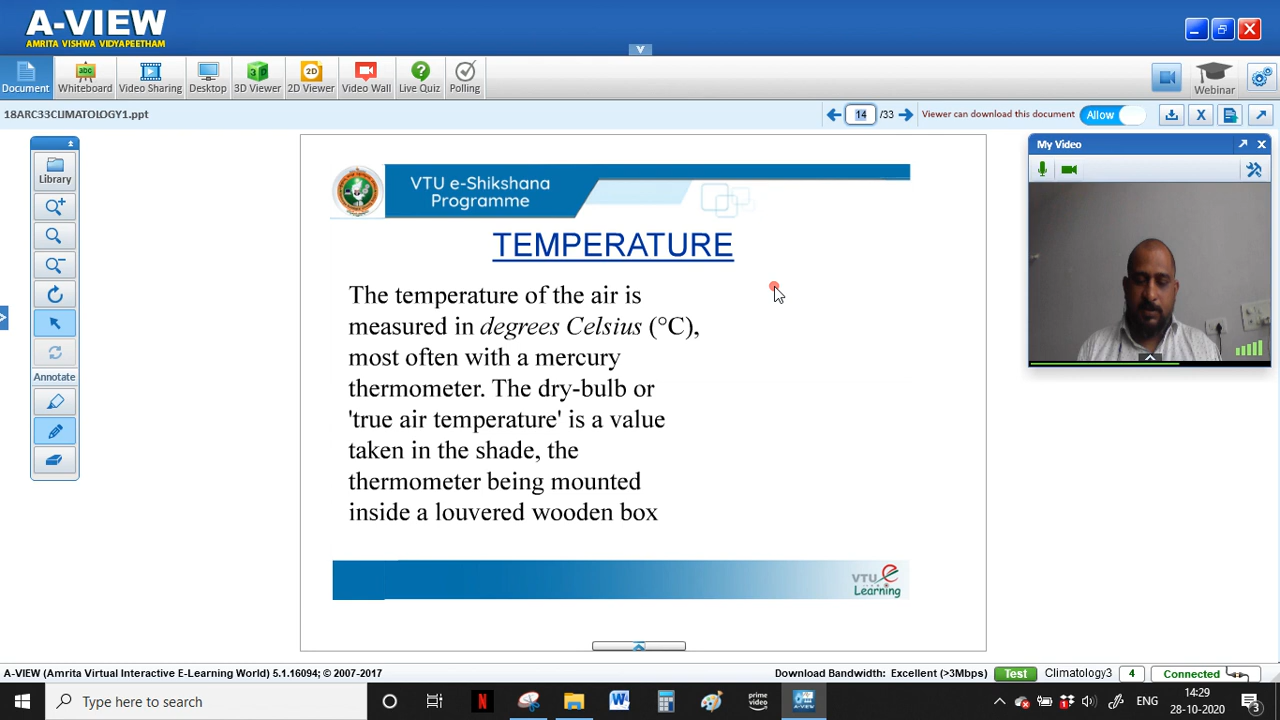 A-VIEW
AMRITA VISHWA VIDYAPEETHAM
Document
Whiteboard
Video Sharing
Desktop
3D Viewer
2D Viewer
Video Wall
Live Quiz
Polling
Webinar
18ARC33CLIMATOLOGY1.ppt
14 /33
Viewer can download this document
Allow
Library
Annotate
My Video
VTU e-Shikshana
Programme
TEMPERATURE
The temperature of the air is
measured in degrees Celsius (°C),
most often with a mercury
thermometer. The dry-bulb or
'true air temperature' is a value
taken in the shade, the
thermometer being mounted
inside a louvered wooden box
VTU e
Learning
A-VIEW (Amrita Virtual Interactive E-Learning World) 5.1.16094; © 2007-2017
Download Bandwidth: Excellent (>3Mbps)
Test
Climatology3
4
Connected
Type here to search
prime
video
A-VIEW
ENG
14:29
28-10-2020
3